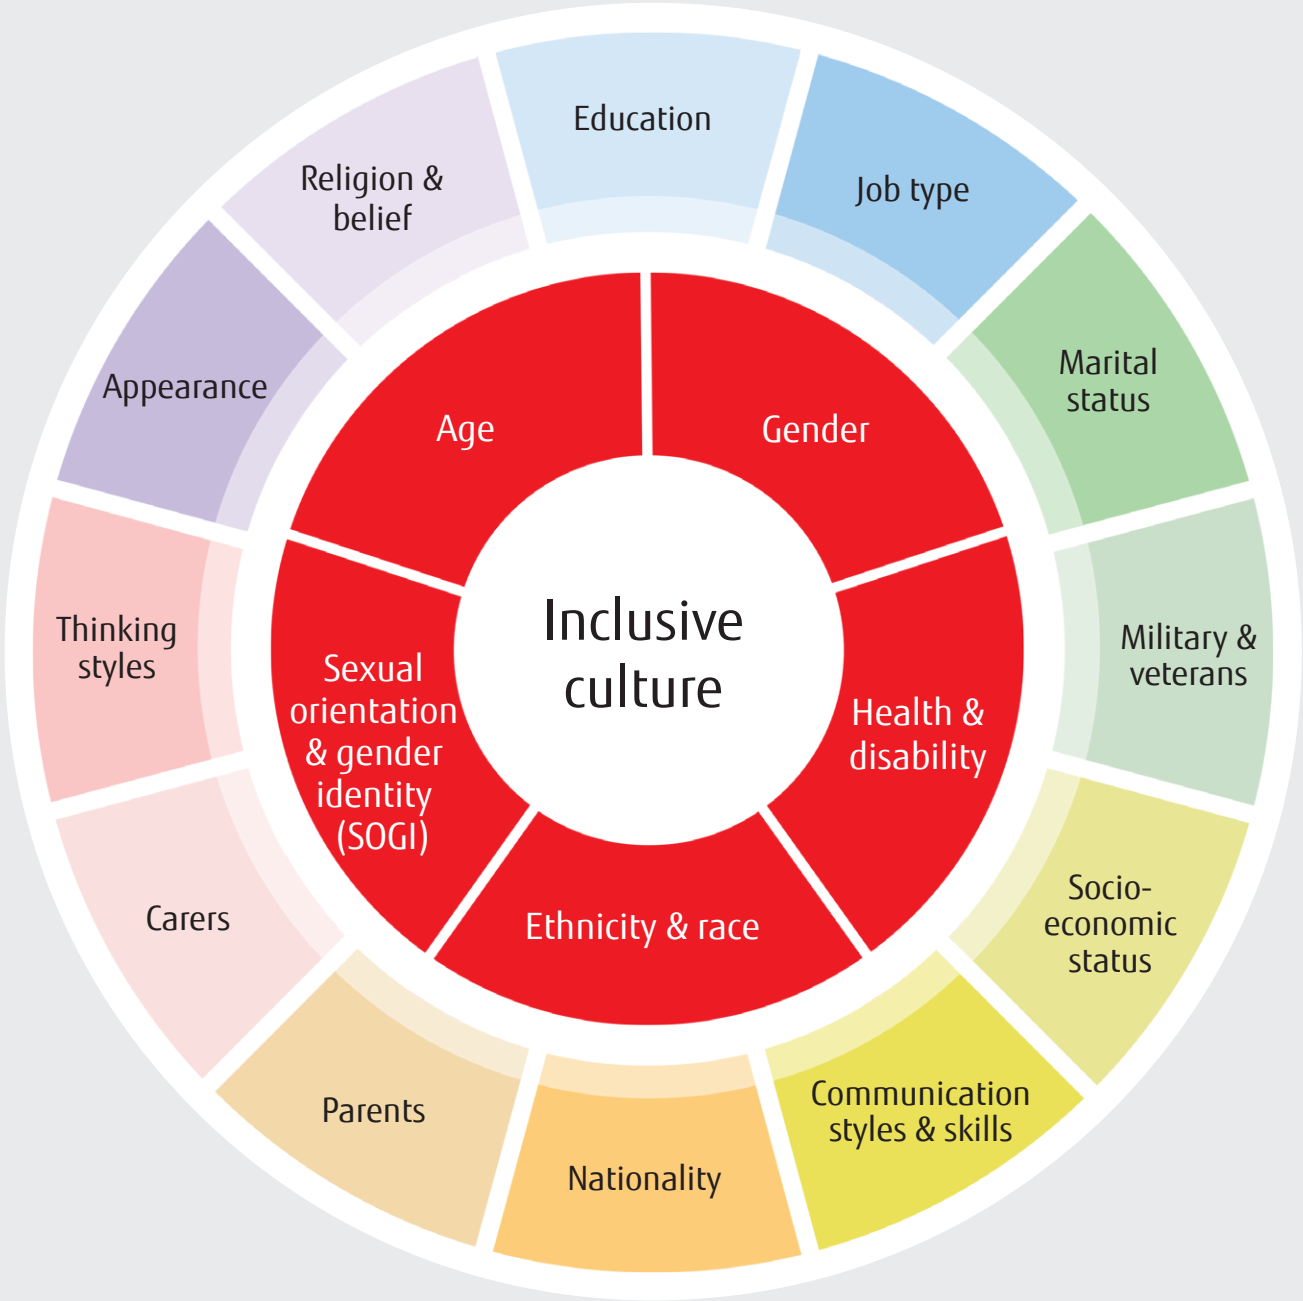 Education
Job type
Religion &
belief
Marital
status
Appearance
Age
Gender
Thinking
styles
Inclusive
culture
Military &
veterans
Sexual
orientation
& gender
identity
(SOGI)
Health &
disability
Carers
Ethnicity & race
Socio-
economic
status
Parents
Nationality
Communication
styles & skills